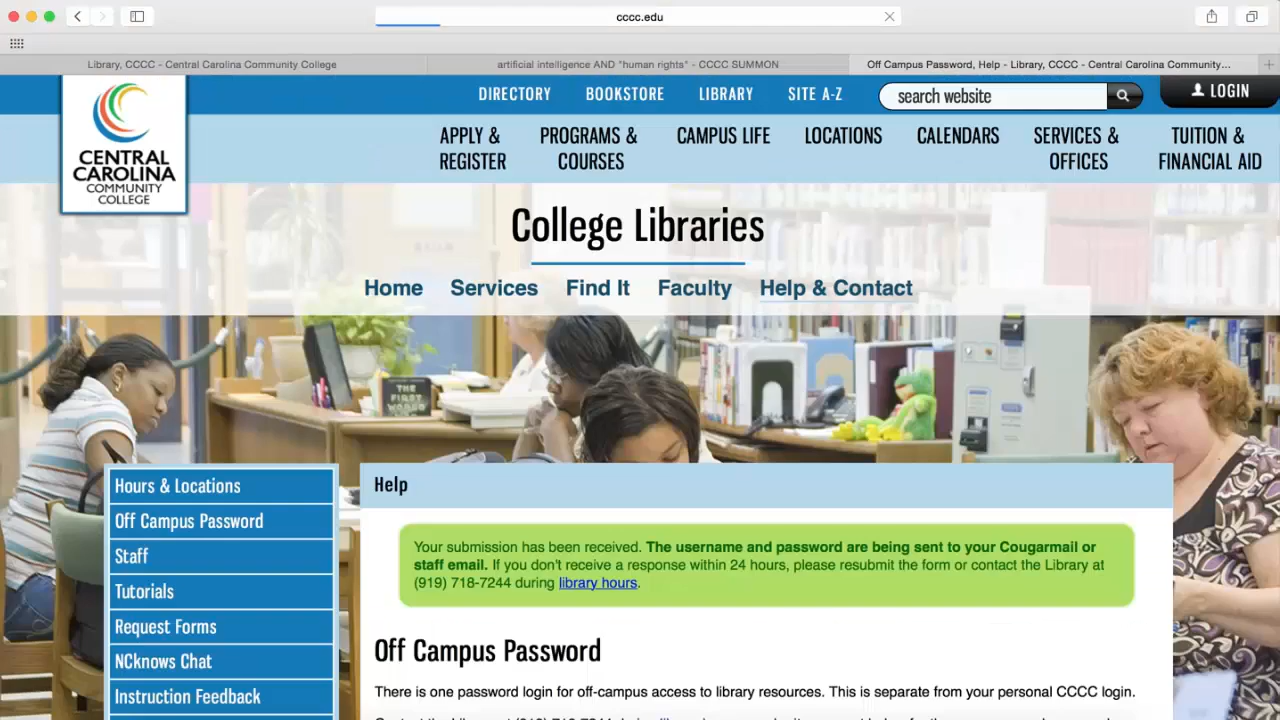 cccc.edu
Library, CCCC - Central Carolina Community College
artificial intelligence AND "human rights" - CCCC SUMMON
Off Campus Password, Help - Library, CCCC - Central Carolina Community...
DIRECTORY BOOKSTORE LIBRARY SITE A-Z search website LOGIN
CENTRAL
CAROLINA
COMMUNITY
COLLEGE
APPLY &
REGISTER
PROGRAMS &
COURSES
CAMPUS LIFE
LOCATIONS
CALENDARS
SERVICES &
OFFICES
TUITION &
FINANCIAL AID
College Libraries
Home Services Find It Faculty Help & Contact
THE
FIRST
WORLD
Hours & Locations
Off Campus Password
Staff
Tutorials
Request Forms
NCknows Chat
Instruction Feedback
Help
Your submission has been received. The username and password are being sent to your Cougarmail or
staff email. If you don't receive a response within 24 hours, please resubmit the form or contact the Library at
(919) 718-7244 during library hours.
Off Campus Password
There is one password login for off-campus access to library resources. This is separate from your personal CCCC login.